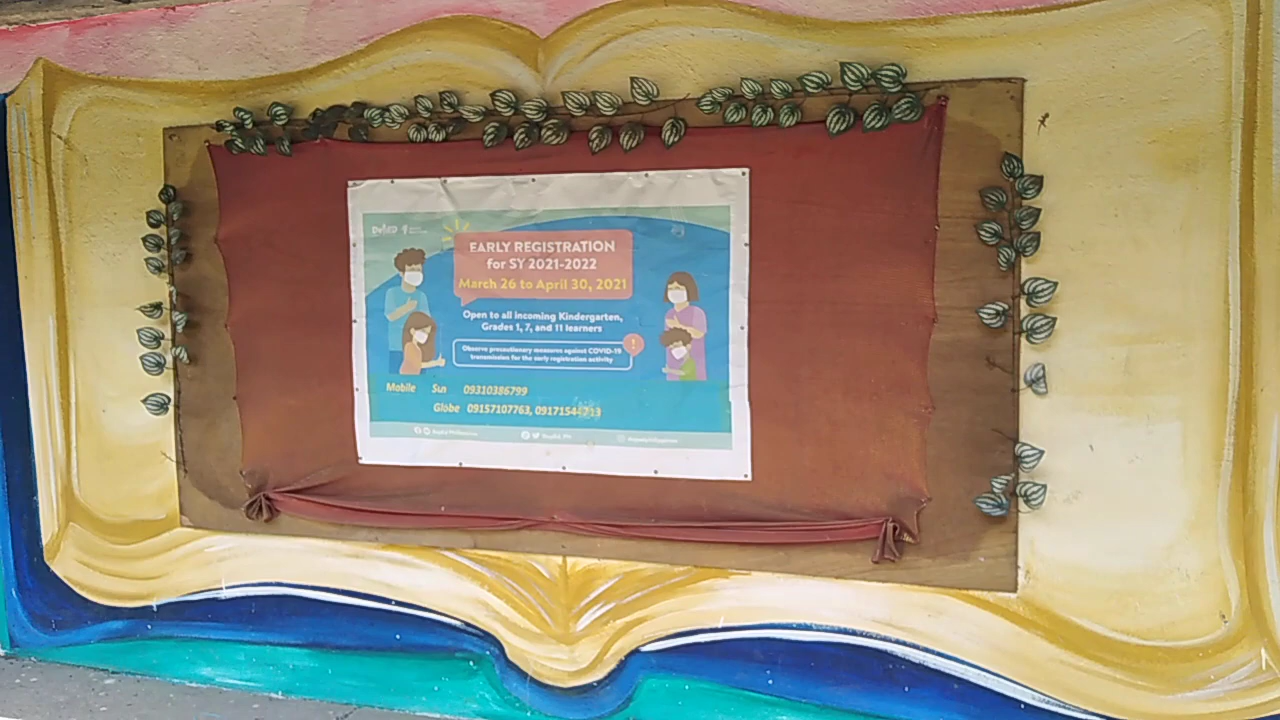 DepEd
EARLY REGISTRATION
for SY 2021-2022
March 26 to April 30, 2021
Open to all incoming Kindergarten,
Grades 1, 7, and 11 learners
Observe precautionary measures against COVID-19
transmission for the early registration activity
!
Mobile Sun 09310386799
Globe 09157107763,